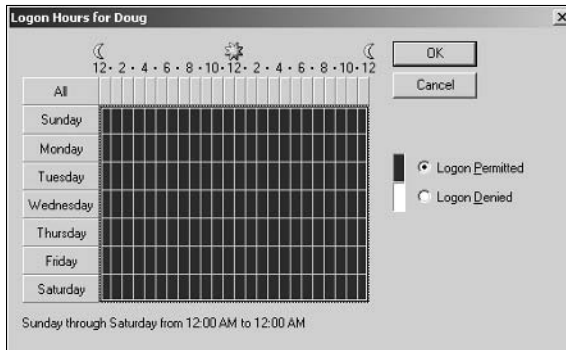 Logon Hours for Doug
OK
Cancel
12 · 2 · 4 · 6 · 8 · 10 · 12 · 2 · 4 · 6 · 8 · 10 · 12
All
Sunday
Monday
Tuesday
Wednesday
Thursday
Friday
Saturday
Logon Permitted
Logon Denied
Sunday through Saturday from 12:00 AM to 12:00 AM